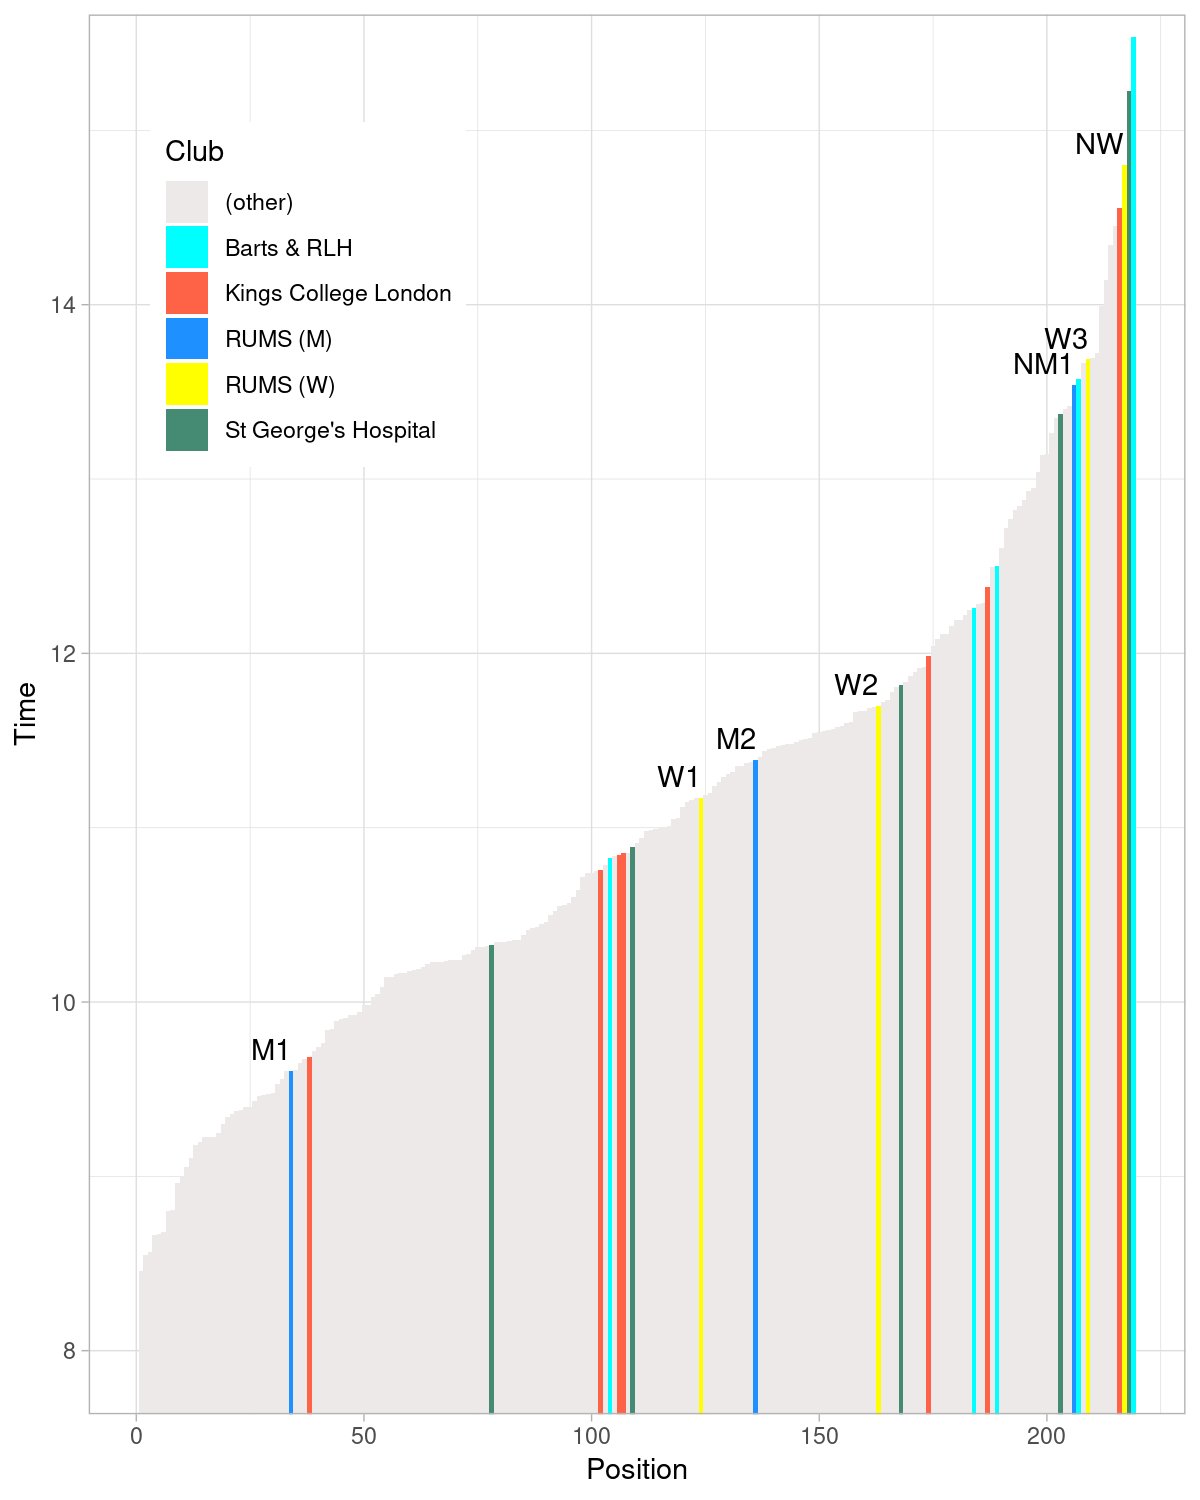 NW
Club
(other)
Barts & RLH
Kings College London
RUMS (M)
RUMS (W)
St George's Hospital
14
W3
NM1
12
W2
M2
W1
10
M1
8
Time
0 50 100 150 200
Position